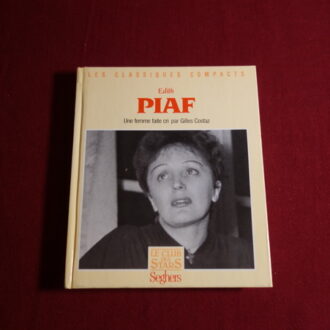 LES CLASSIQUES COMPACTS
Edith
PIAF
Une femme faite cri par Gilles Costaz
LE CLUB
DES
STARS
Seghers